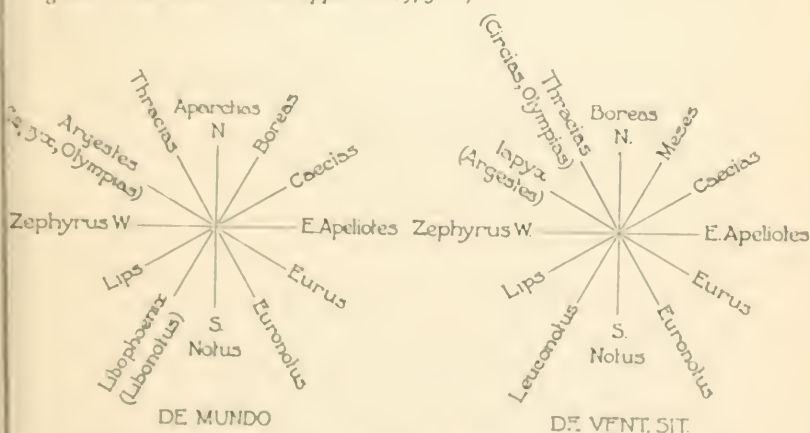 Thracias
Aparctias
N
Boreas
Argestes
Olympias)
Caecias
Zephyrus W
E. Apeliotes
Lips
Eurus
Libophoenix
(Libonotus)
S.
Notus
Euronotus
DE MUNDO
Thracias
(Circias, Olympias)
Boreas
N.
Meses
Iapyx
(Argestes)
Caecias
Zephyrus W.
E. Apeliotes
Lips
Eurus
Leuconotus
S.
Notus
Euronotus
DE VENT. SIT.